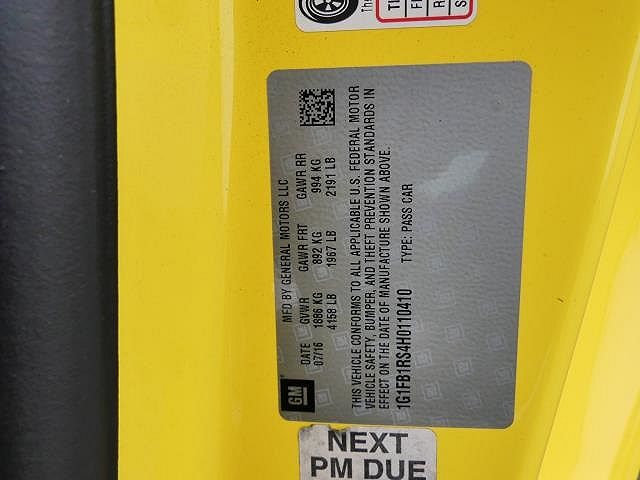 The
TI
FI
R
S
MFD BY GENERAL MOTORS LLC
DATE GVWR GAWR FRT GAWR RR
07/16 1886 KG 892 KG 994 KG
4158 LB 1967 LB 2191 LB
THIS VEHICLE CONFORMS TO ALL APPLICABLE U.S. FEDERAL MOTOR
VEHICLE SAFETY, BUMPER, AND THEFT PREVENTION STANDARDS IN
EFFECT ON THE DATE OF MANUFACTURE SHOWN ABOVE.
1G1FB1RS4H0110410 TYPE: PASS CAR
GM
NEXT
PM DUE